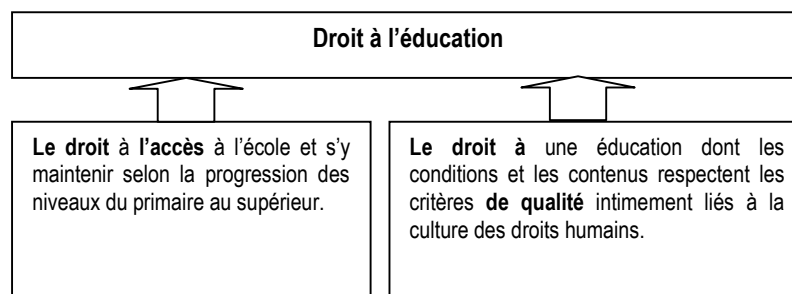 Droit à l'éducation
Le droit à l'accès à l'école et s'y
maintenir selon la progression des
niveaux du primaire au supérieur.
Le droit à une éducation dont les
conditions et les contenus respectent les
critères de qualité intimement liés à la
culture des droits humains.